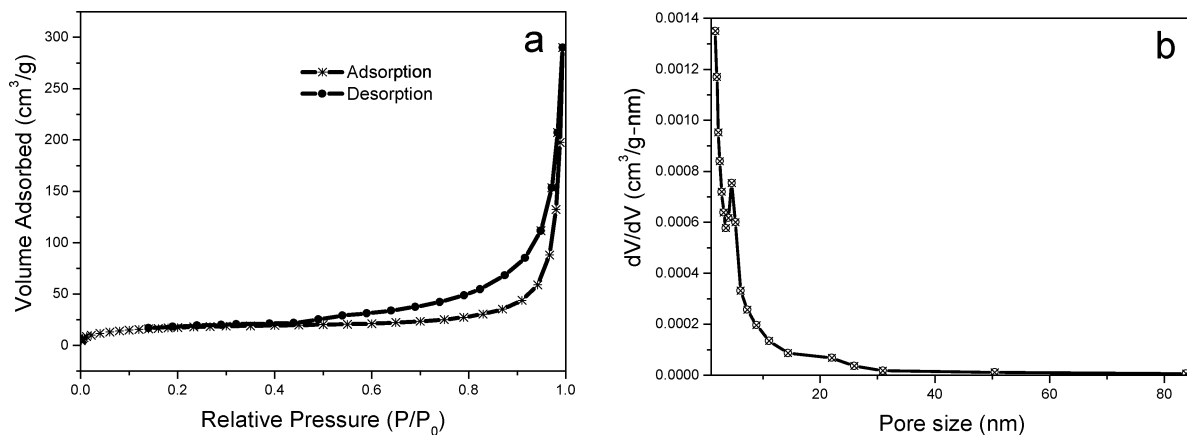 a
Adsorption
Desorption
Volume Adsorbed (cm³/g)
300
250
200
150
100
50
0
0.0 0.2 0.4 0.6 0.8 1.0
Relative Pressure (P/P₀)
b
dV/dV (cm³/g-nm)
0.0014
0.0012
0.0010
0.0008
0.0006
0.0004
0.0002
0.0000
20 40 60 80
Pore size (nm)